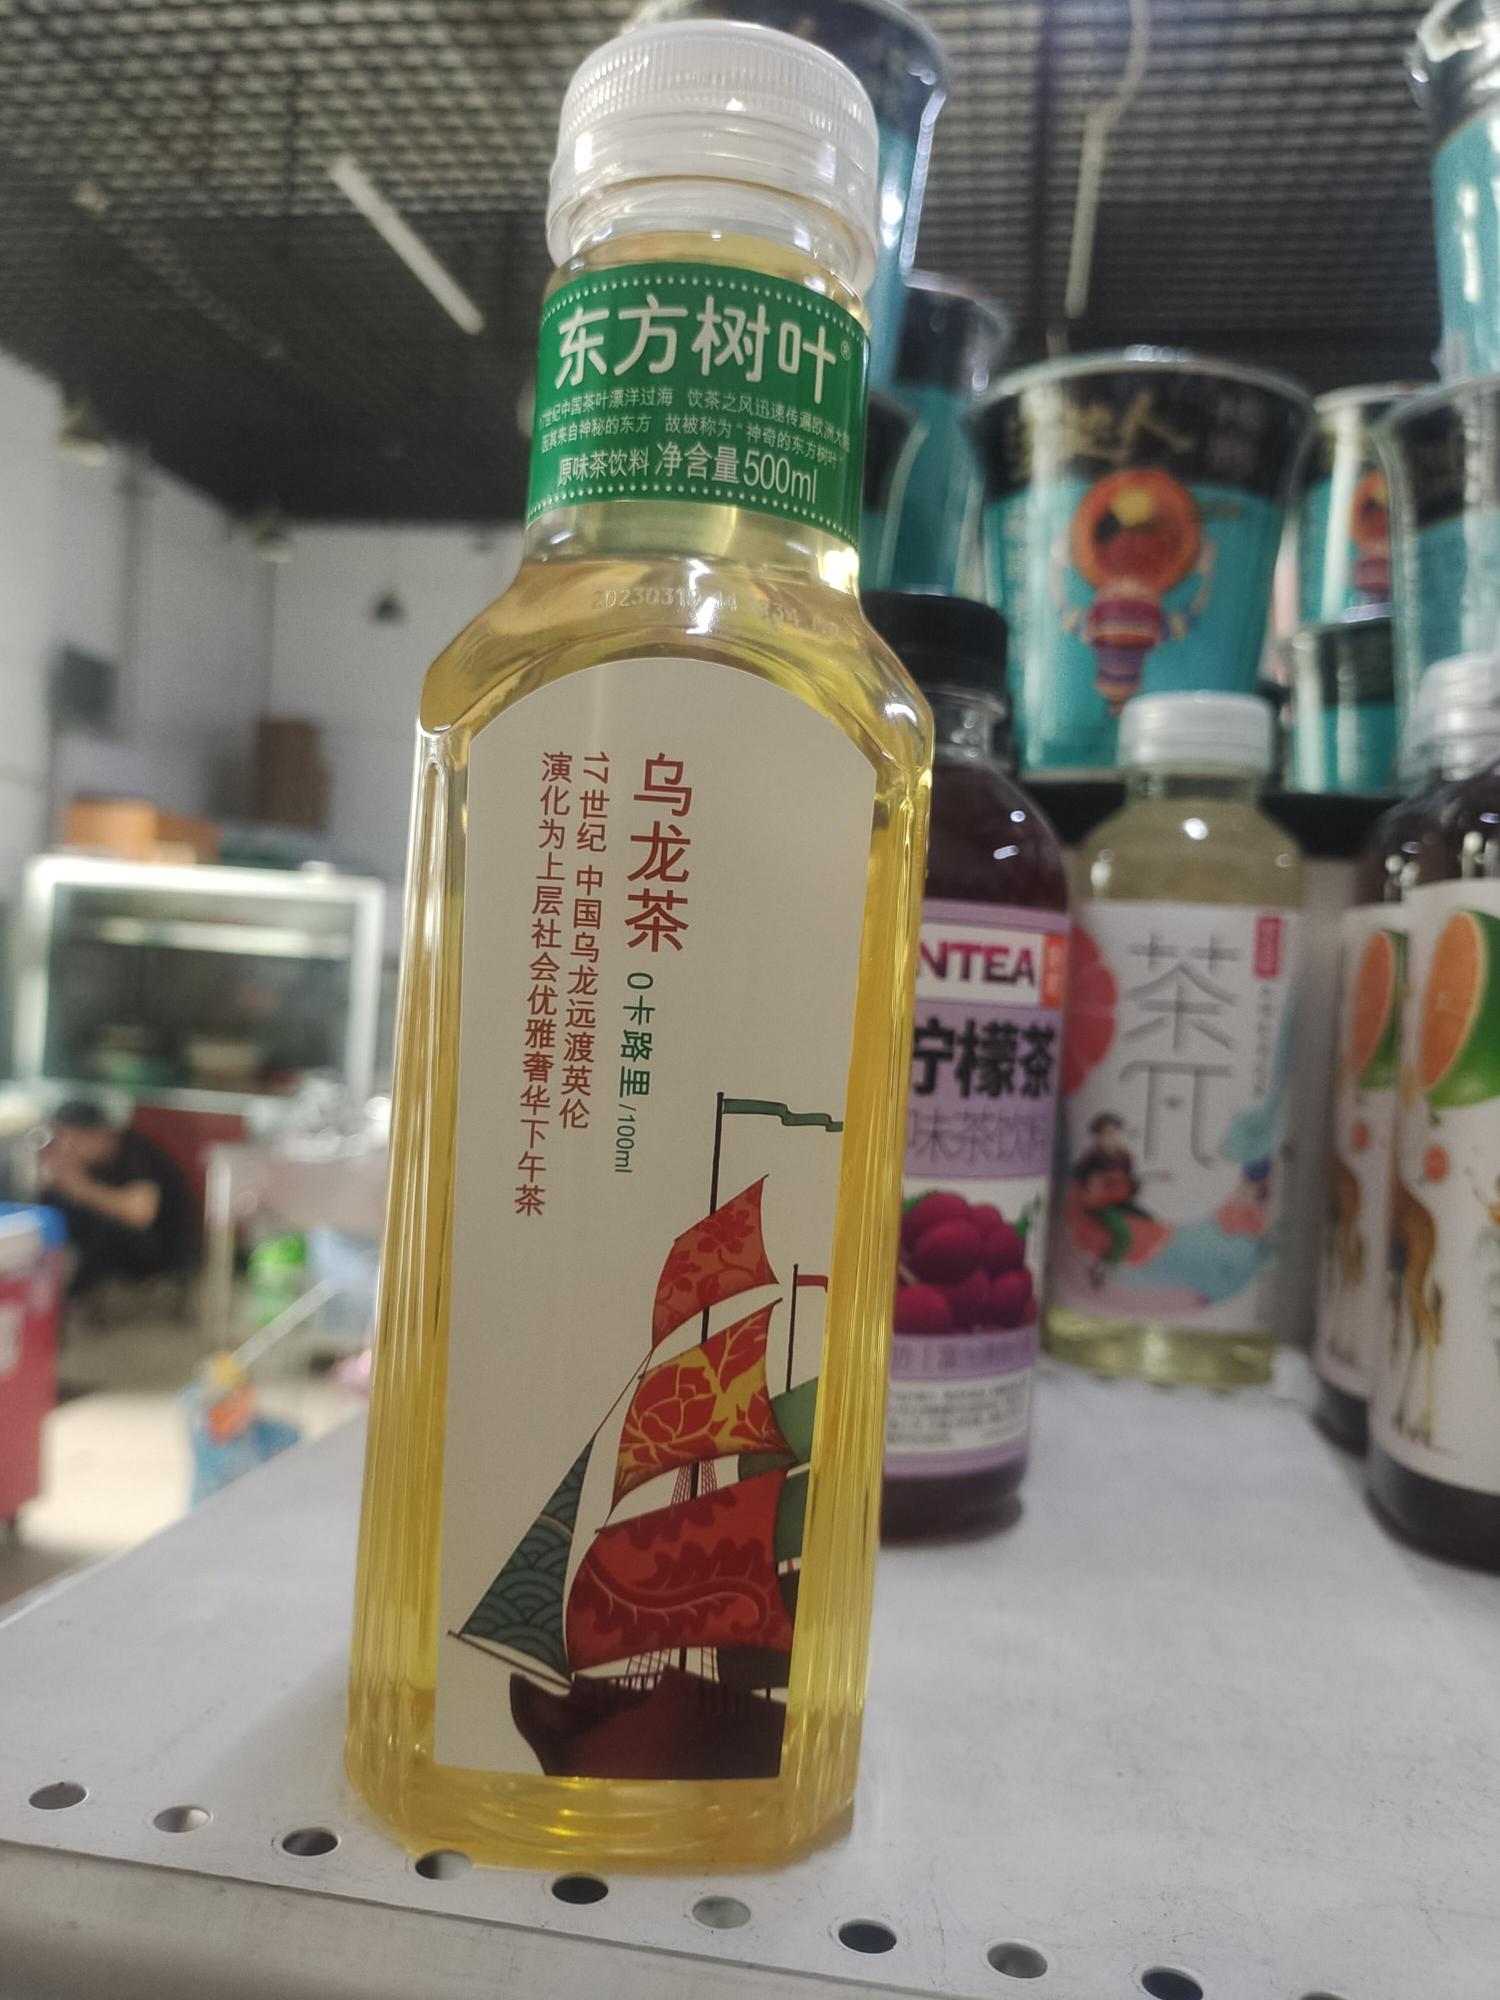 东方树叶®
17世纪中国茶叶漂洋过海 饮茶之风迅速传遍欧洲大陆
因其来自神秘的东方 故被称为“神奇的东方树叶”
原味茶饮料 净含量500ml
乌龙茶 0卡路里/100ml
17世纪 中国乌龙远渡英伦
演化为上层社会优雅奢华下午茶
NTEA
柠檬茶
味茶饮料
茶π